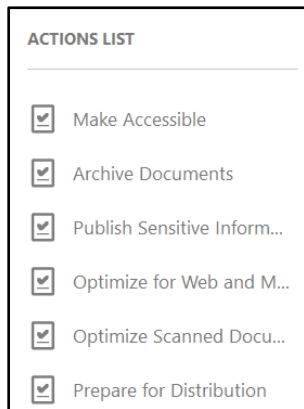 ACTIONS LIST
Make Accessible
Archive Documents
Publish Sensitive Inform...
Optimize for Web and M...
Optimize Scanned Docu...
Prepare for Distribution